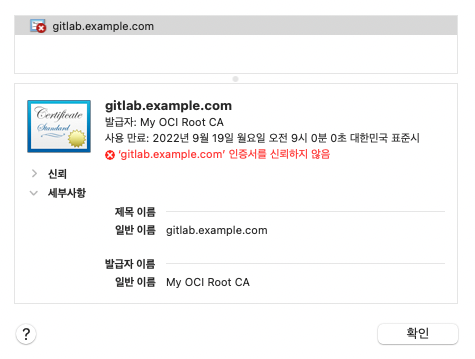 gitlab.example.com
Certificate
Standard
gitlab.example.com
발급자: My OCI Root CA
사용 만료: 2022년 9월 19일 월요일 오전 9시 0분 0초 대한민국 표준시
‘gitlab.example.com’ 인증서를 신뢰하지 않음
신뢰
세부사항
제목 이름
일반 이름 gitlab.example.com
발급자 이름
일반 이름 My OCI Root CA
? 확인